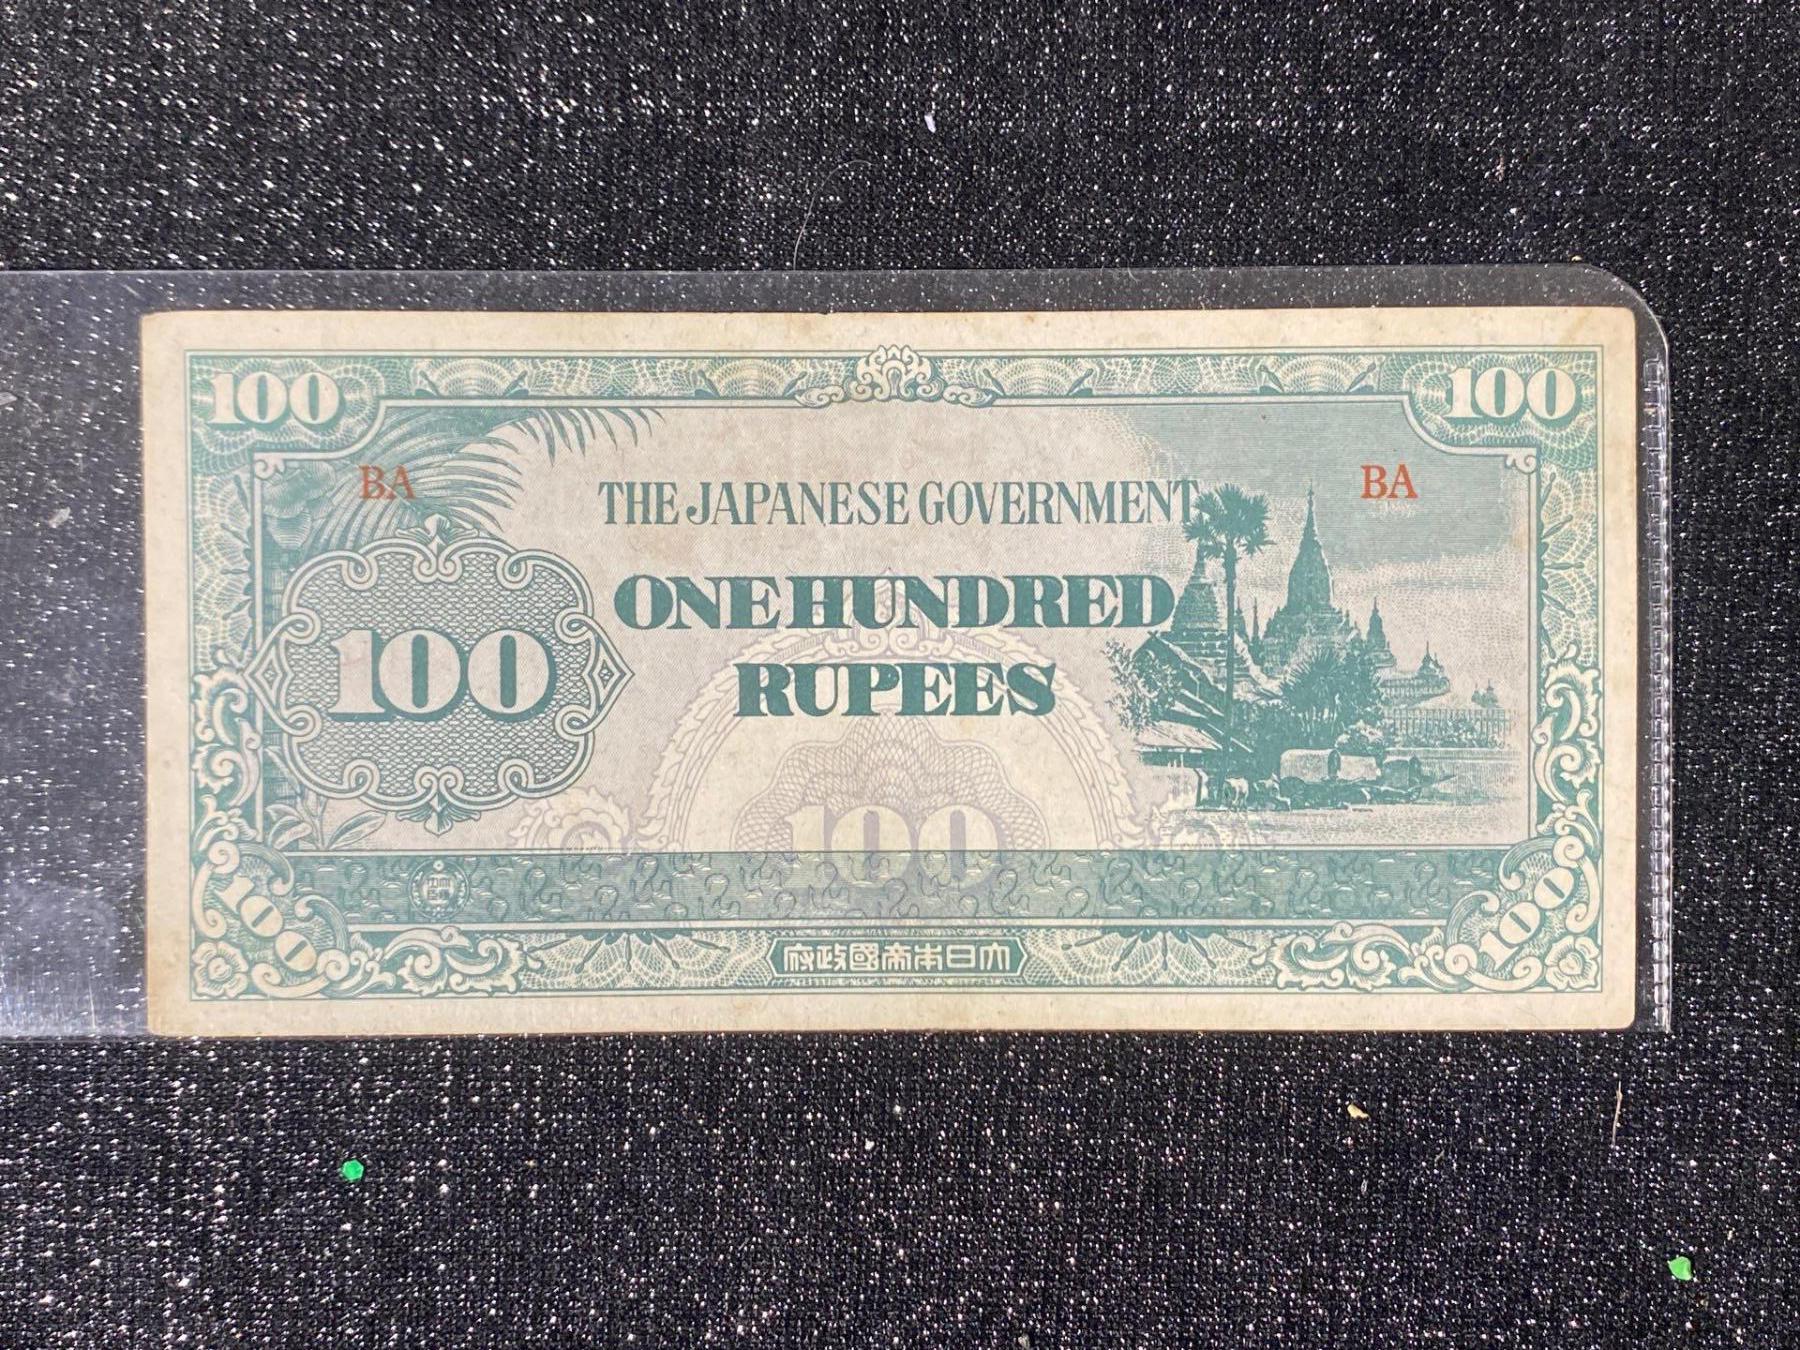 100 100
BA BA
THE JAPANESE GOVERNMENT
ONE HUNDRED
100
RUPEES
100
100 100
府政國帝本日大